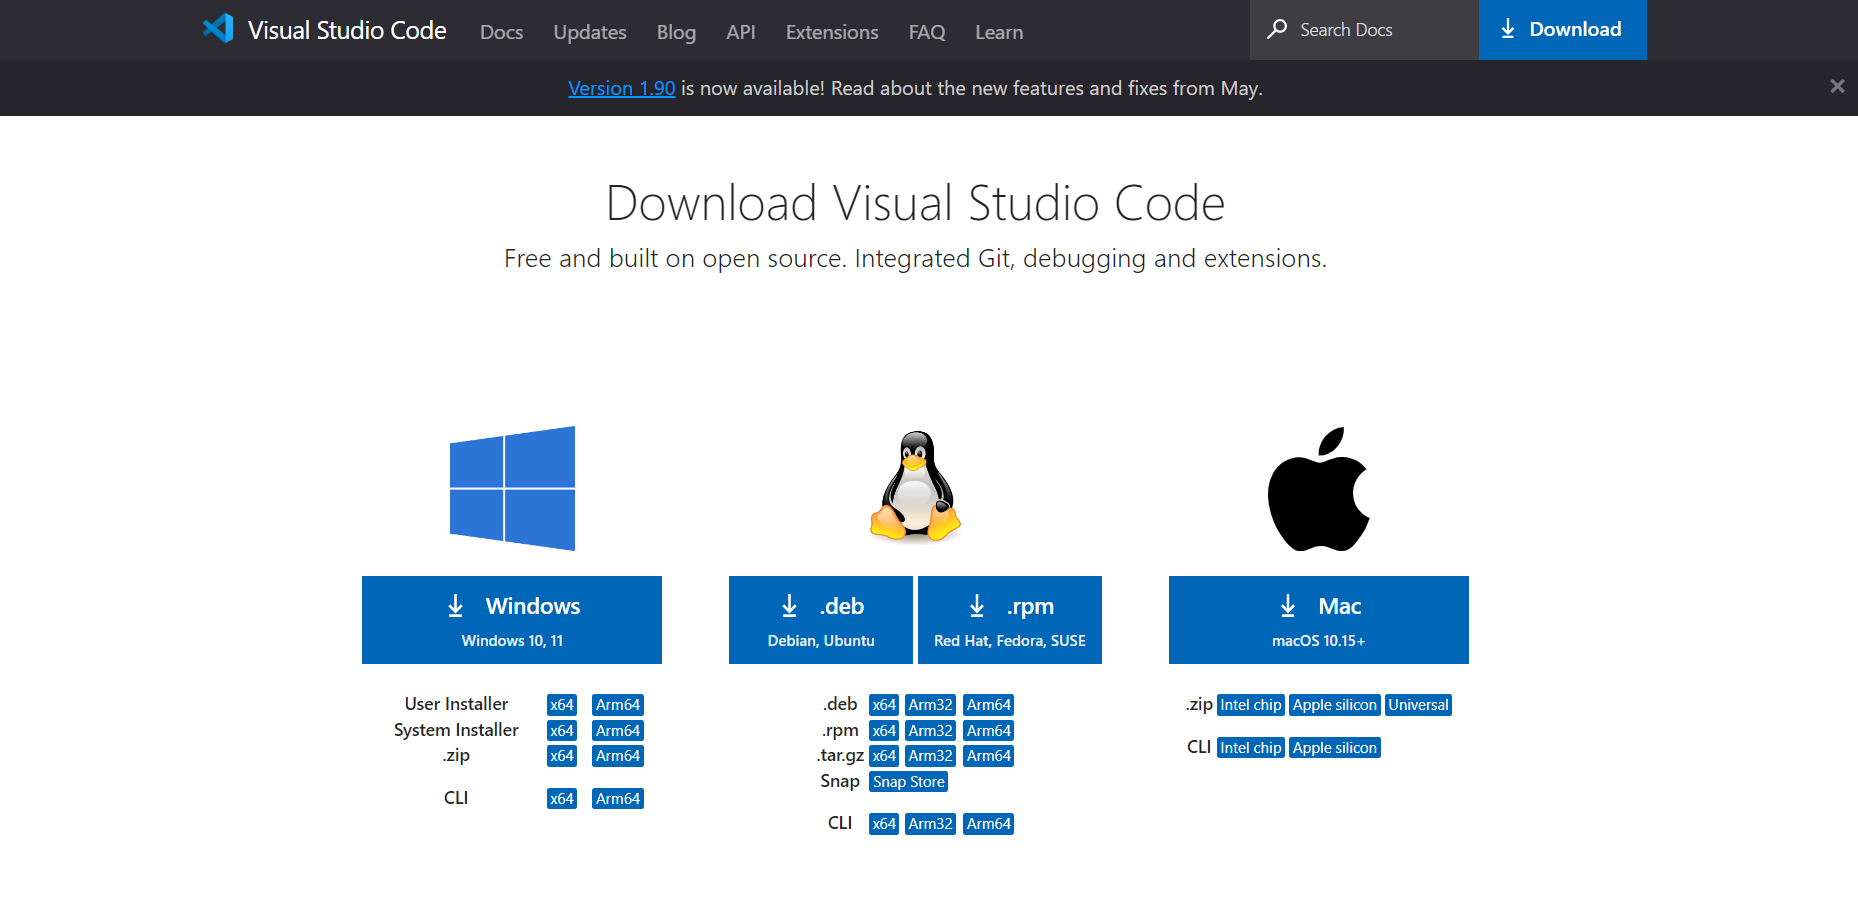 Visual Studio Code Docs Updates Blog API Extensions FAQ Learn Search Docs Download
Version 1.90 is now available! Read about the new features and fixes from May.
Download Visual Studio Code
Free and built on open source. Integrated Git, debugging and extensions.
Windows
Windows 10, 11
User Installer x64 Arm64
System Installer x64 Arm64
.zip x64 Arm64
CLI x64 Arm64
.deb
Debian, Ubuntu
.rpm
Red Hat, Fedora, SUSE
.deb x64 Arm32 Arm64
.rpm x64 Arm32 Arm64
.tar.gz x64 Arm32 Arm64
Snap Snap Store
CLI x64 Arm32 Arm64
Mac
macOS 10.15+
.zip Intel chip Apple silicon Universal
CLI Intel chip Apple silicon